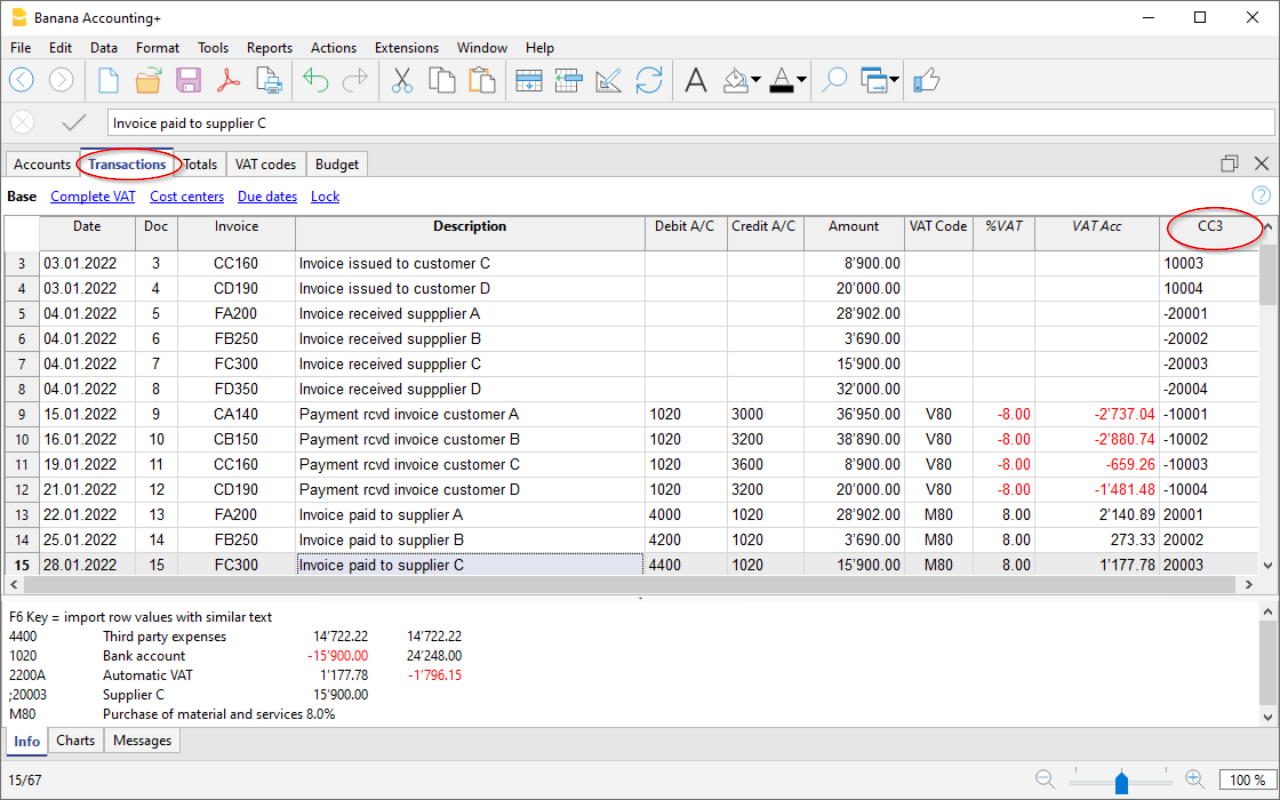 Banana Accounting+
File Edit Data Format Tools Reports Actions Extensions Window Help
Invoice paid to supplier C
Accounts Transactions Totals VAT codes Budget
Base Complete VAT Cost centers Due dates Lock
Date Doc Invoice Description Debit A/C Credit A/C Amount VAT Code %VAT VAT Acc CC3
3 03.01.2022 3 CC160 Invoice issued to customer C 8'900.00 10003
4 03.01.2022 4 CD190 Invoice issued to customer D 20'000.00 10004
5 04.01.2022 5 FA200 Invoice received suppplier A 28'902.00 -20001
6 04.01.2022 6 FB250 Invoice received suppplier B 3'690.00 -20002
7 04.01.2022 7 FC300 Invoice received suppplier C 15'900.00 -20003
8 04.01.2022 8 FD350 Invoice received suppplier D 32'000.00 -20004
9 15.01.2022 9 CA140 Payment rcvd invoice customer A 1020 3000 36'950.00 V80 -8.00 -2'737.04 -10001
10 16.01.2022 10 CB150 Payment rcvd invoice customer B 1020 3200 38'890.00 V80 -8.00 -2'880.74 -10002
11 19.01.2022 11 CC160 Payment rcvd invoice customer C 1020 3600 8'900.00 V80 -8.00 -659.26 -10003
12 21.01.2022 12 CD190 Payment rcvd invoice customer D 1020 3200 20'000.00 V80 -8.00 -1'481.48 -10004
13 22.01.2022 13 FA200 Invoice paid to supplier A 4000 1020 28'902.00 M80 8.00 2'140.89 20001
14 25.01.2022 14 FB250 Invoice paid to supplier B 4200 1020 3'690.00 M80 8.00 273.33 20002
15 28.01.2022 15 FC300 Invoice paid to supplier C 4400 1020 15'900.00 M80 8.00 1'177.78 20003
F6 Key = import row values with similar text
4400 Third party expenses 14'722.22 14'722.22
1020 Bank account -15'900.00 24'248.00
2200A Automatic VAT 1'177.78 -1'796.15
;20003 Supplier C 15'900.00
M80 Purchase of material and services 8.0%
Info Charts Messages
15/67 100 %